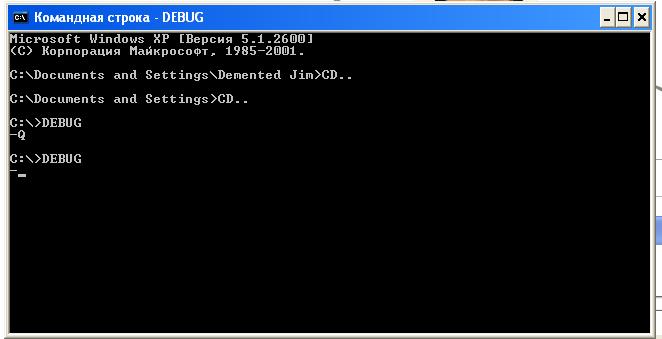 Командная строка - DEBUG
Microsoft Windows XP [Версия 5.1.2600]
(C) Корпорация Майкрософт, 1985-2001.
C:\Documents and Settings\Demented Jim>CD..
C:\Documents and Settings>CD..
C:\>DEBUG
-Q
C:\>DEBUG
-_